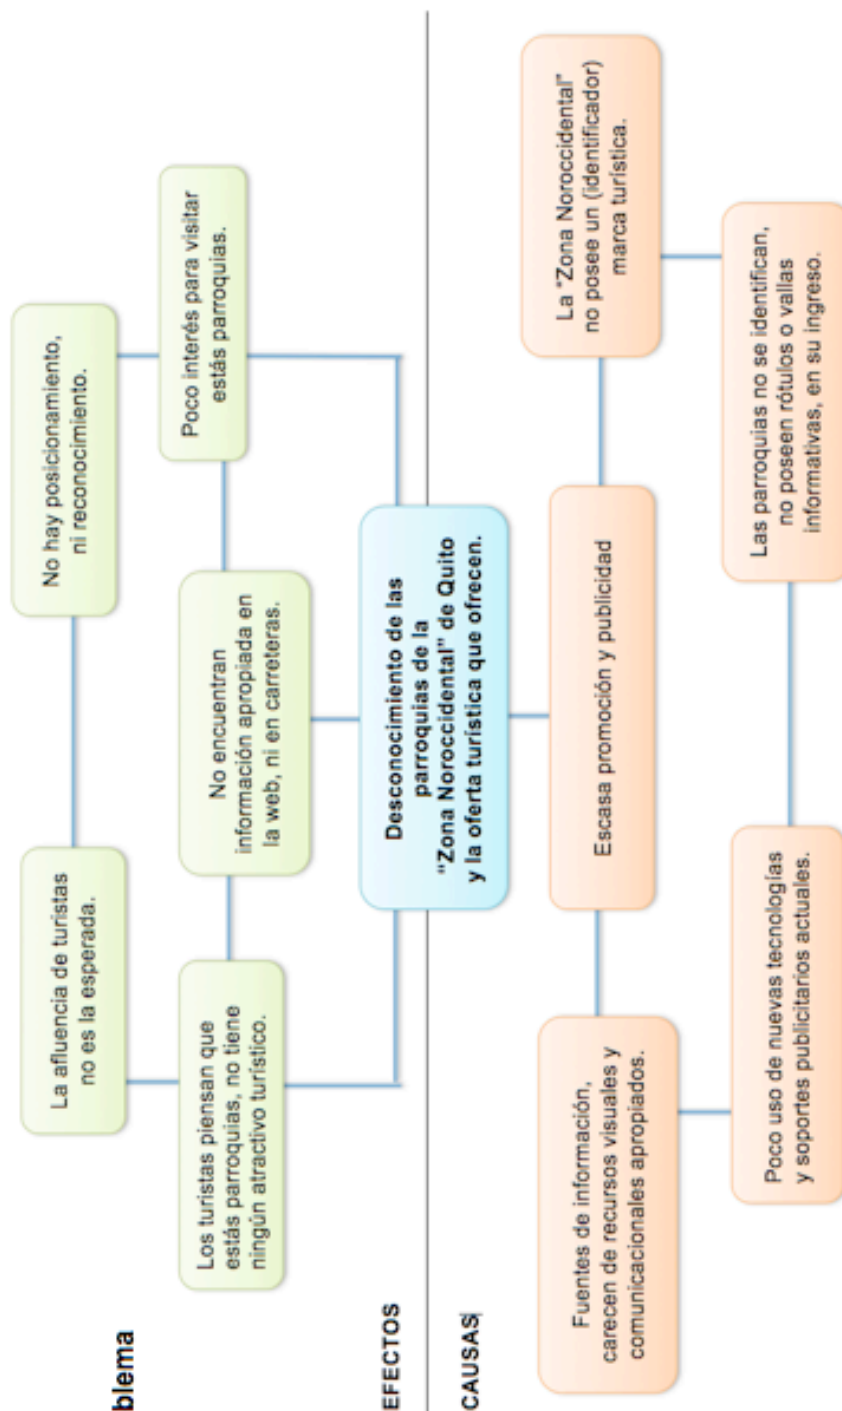 blema
La afluencia de turistas
no es la esperada.
No hay posicionamiento,
ni reconocimiento.
Los turistas piensan que
estás parroquias, no tiene
ningún atractivo turístico.
No encuentran
información apropiada en
la web, ni en carreteras.
Poco interés para visitar
estás parroquias.
EFECTOS
Desconocimiento de las
parroquias de la
“Zona Noroccidental” de Quito
y la oferta turística que ofrecen.
CAUSAS
Fuentes de información,
carecen de recursos visuales y
comunicacionales apropiados.
Escasa promoción y publicidad
La "Zona Noroccidental"
no posee un (identificador)
marca turística.
Poco uso de nuevas tecnologías
y soportes publicitarios actuales.
Las parroquias no se identifican,
no poseen rótulos o vallas
informativas, en su ingreso.